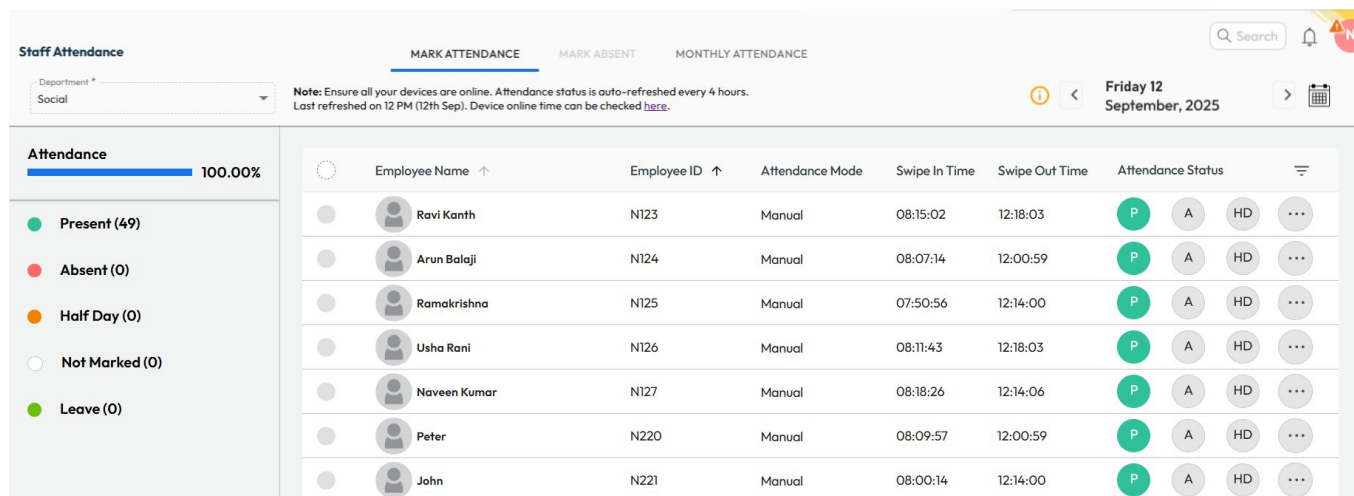 Search
N
Staff Attendance
MARK ATTENDANCE MARK ABSENT MONTHLY ATTENDANCE
Department *
Social
Note: Ensure all your devices are online. Attendance status is auto-refreshed every 4 hours.
Last refreshed on 12 PM (12th Sep). Device online time can be checked here.
Friday 12
September, 2025
Attendance
100.00%
Present (49)
Absent (0)
Half Day (0)
Not Marked (0)
Leave (0)
Employee Name Employee ID Attendance Mode Swipe In Time Swipe Out Time Attendance Status
Ravi Kanth N123 Manual 08:15:02 12:18:03 P A HD
Arun Balaji N124 Manual 08:07:14 12:00:59 P A HD
Ramakrishna N125 Manual 07:50:56 12:14:00 P A HD
Usha Rani N126 Manual 08:11:43 12:18:03 P A HD
Naveen Kumar N127 Manual 08:18:26 12:14:06 P A HD
Peter N220 Manual 08:09:57 12:00:59 P A HD
John N221 Manual 08:00:14 12:14:00 P A HD